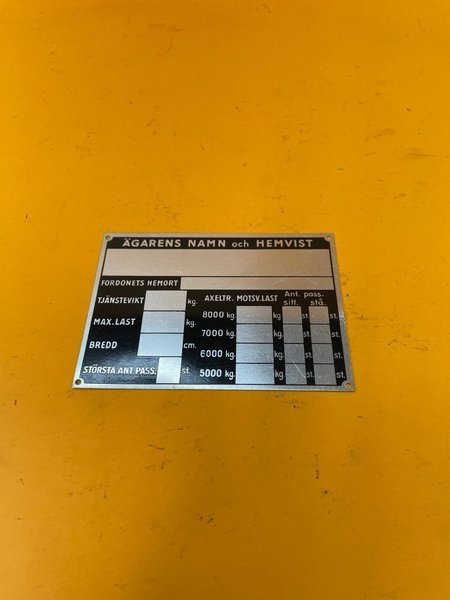 ÄGARENS NAMN och HEMVIST
FORDONETS HEMORT
TJÄNSTEVIKT kg. AXELTR. MOTSV.LAST Ant. pass.
sitt. stå.
MAX.LAST kg. 8000 kg. kg st. st.
7000 kg. kg st. st.
BREDD cm. 6000 kg. kg st. st.
STÖRSTA ANT. PASS. st. 5000 kg. kg. st. st.